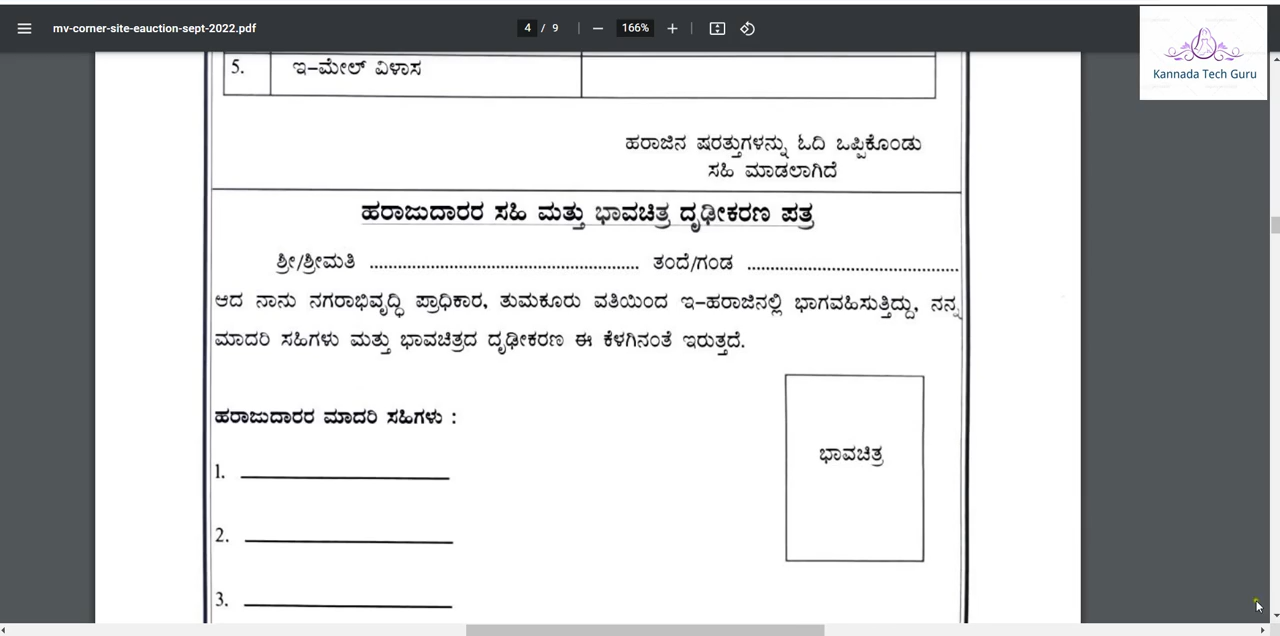 mv-corner-site-eauction-sept-2022.pdf
4 / 9
166%
Kannada Tech Guru
5. ಇ-ಮೇಲ್ ವಿಳಾಸ
ಹರಾಜಿನ ಷರತ್ತುಗಳನ್ನು ಓದಿ ಒಪ್ಪಿಕೊಂಡು
ಸಹಿ ಮಾಡಲಾಗಿದೆ
ಹರಾಜುದಾರರ ಸಹಿ ಮತ್ತು ಭಾವಚಿತ್ರ ದೃಢೀಕರಣ ಪತ್ರ
ಶ್ರೀ/ಶ್ರೀಮತಿ ........................................................ ತಂದೆ/ಗಂಡ ............................................
ಆದ ನಾನು ನಗರಾಭಿವೃದ್ಧಿ ಪ್ರಾಧಿಕಾರ, ತುಮಕೂರು ವತಿಯಿಂದ ಇ-ಹರಾಜಿನಲ್ಲಿ ಭಾಗವಹಿಸುತ್ತಿದ್ದು, ನನ್ನ
ಮಾದರಿ ಸಹಿಗಳು ಮತ್ತು ಭಾವಚಿತ್ರದ ದೃಢೀಕರಣ ಈ ಕೆಳಗಿನಂತೆ ಇರುತ್ತದೆ.
ಹರಾಜುದಾರರ ಮಾದರಿ ಸಹಿಗಳು :
ಭಾವಚಿತ್ರ
1.
2.
3.